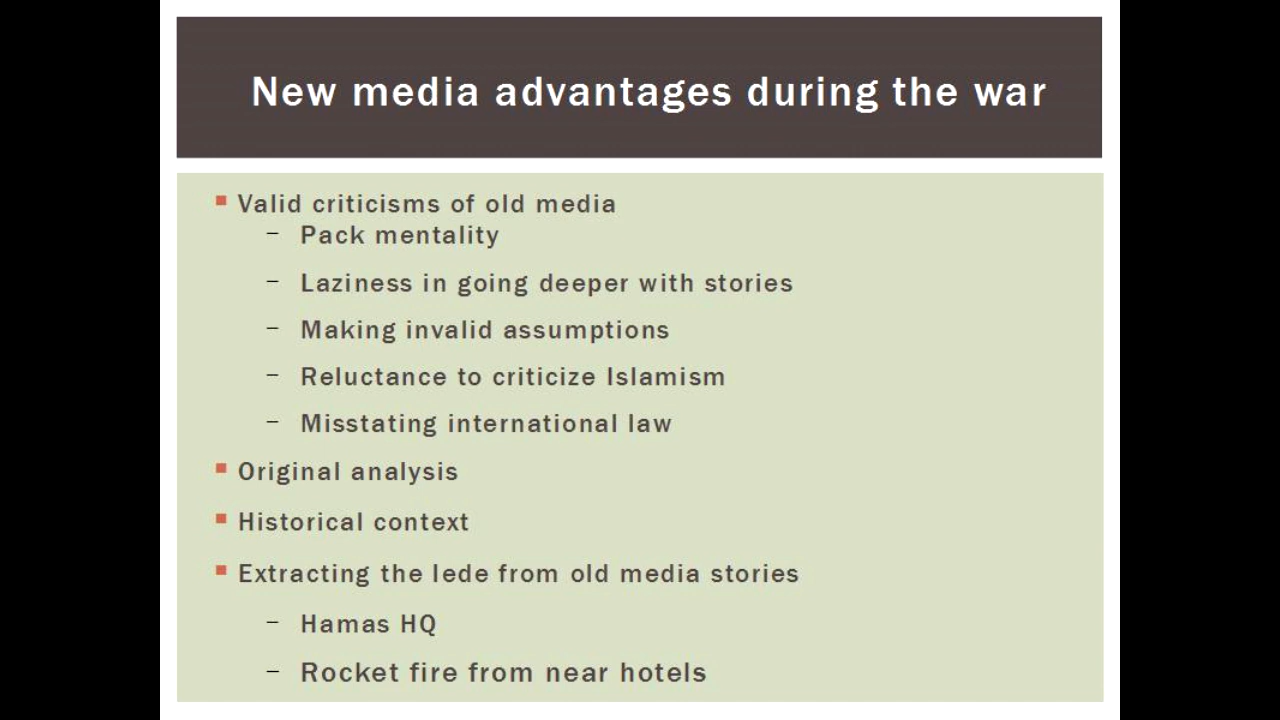 New media advantages during the war
Valid criticisms of old media
– Pack mentality
– Laziness in going deeper with stories
– Making invalid assumptions
– Reluctance to criticize Islamism
– Misstating international law
Original analysis
Historical context
Extracting the lede from old media stories
– Hamas HQ
– Rocket fire from near hotels